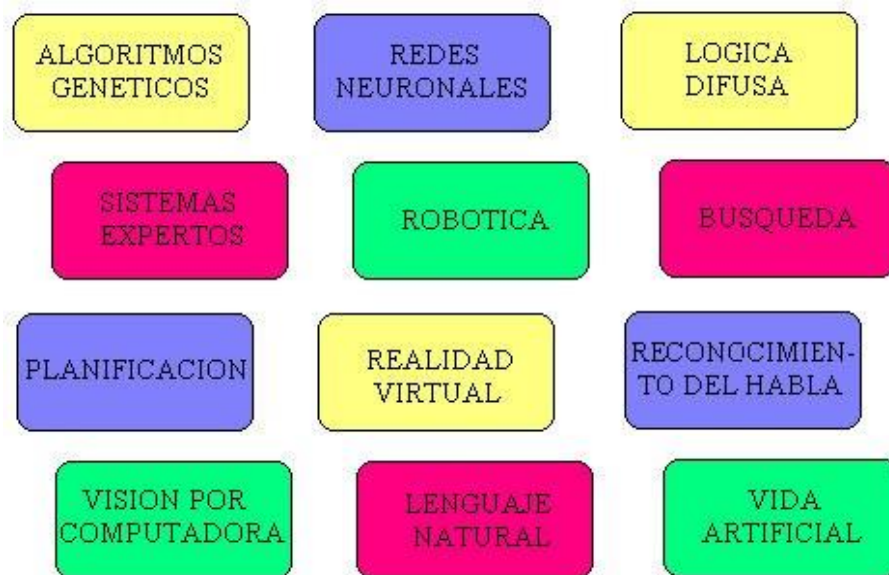 ALGORITMOS
GENETICOS
REDES
NEURONALES
LOGICA
DIFUSA
SISTEMAS
EXPERTOS
ROBOTICA
BUSQUEDA
PLANIFICACION
REALIDAD
VIRTUAL
RECONOCIMIEN-
TO DEL HABLA
VISION POR
COMPUTADORA
LENGUAJE
NATURAL
VIDA
ARTIFICIAL